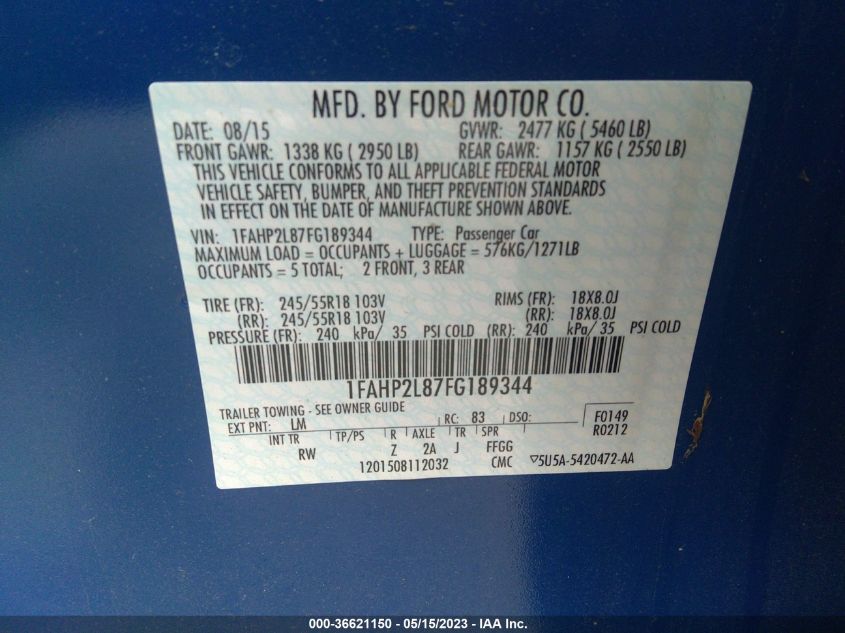 MFD. BY FORD MOTOR CO.
DATE: 08/15 GVWR: 2477 KG ( 5460 LB)
FRONT GAWR: 1338 KG ( 2950 LB) REAR GAWR: 1157 KG ( 2550 LB)
THIS VEHICLE CONFORMS TO ALL APPLICABLE FEDERAL MOTOR
VEHICLE SAFETY, BUMPER, AND THEFT PREVENTION STANDARDS
IN EFFECT ON THE DATE OF MANUFACTURE SHOWN ABOVE.
VIN: 1FAHP2L87FG189344 TYPE: Passenger Car
MAXIMUM LOAD = OCCUPANTS + LUGGAGE = 576KG/1271LB
OCCUPANTS = 5 TOTAL; 2 FRONT, 3 REAR
TIRE (FR): 245/55R18 103V RIMS (FR): 18X8.0J
(RR): 245/55R18 103V (RR): 18X8.0J
PRESSURE (FR): 240 kPa/ 35 PSI COLD (RR): 240 kPa/ 35 PSI COLD
1FAHP2L87FG189344
TRAILER TOWING - SEE OWNER GUIDE
EXT PNT: LM RC: 83 DSO: F0149
INT TR TP/PS R AXLE TR SPR R0212
RW Z 2A J FFGG
1201508112032 CMC ▽5U5A-5420472-AA
000-36621150 - 05/15/2023 - IAA Inc.